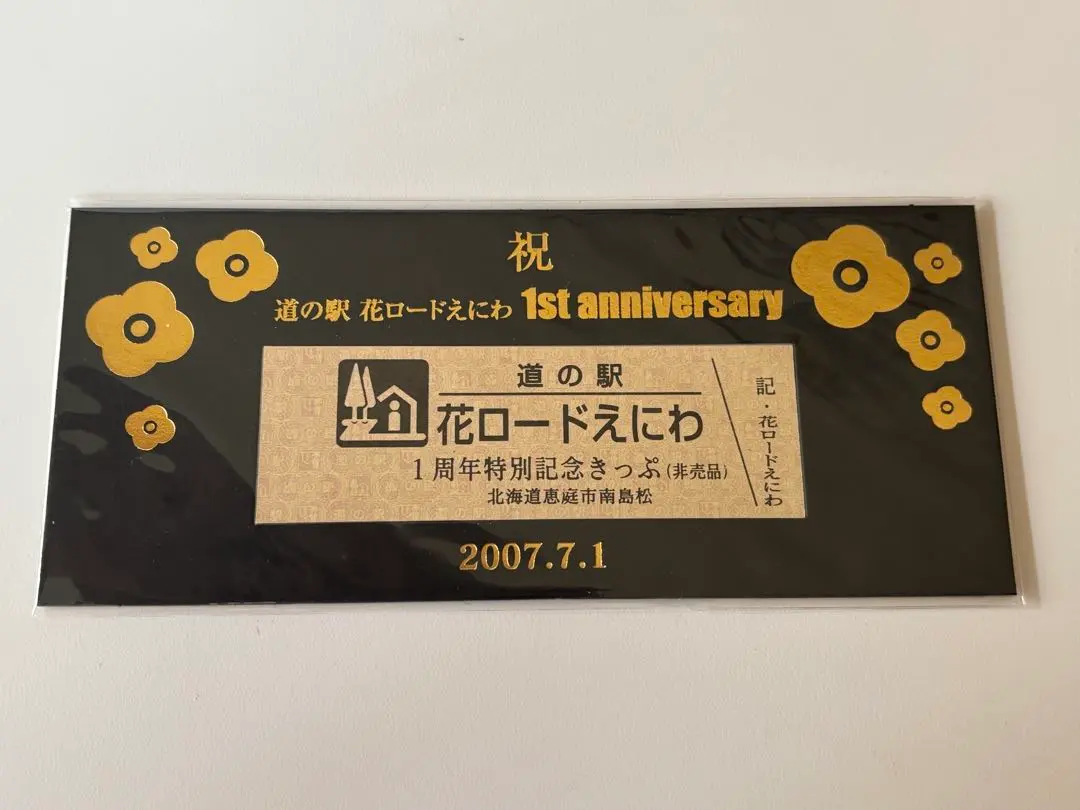 祝
道の駅 花ロードえにわ 1st anniversary
道の駅
花ロードえにわ
1周年特別記念きっぷ(非売品)
北海道恵庭市南島松
記・花ロードえにわ
2007.7.1